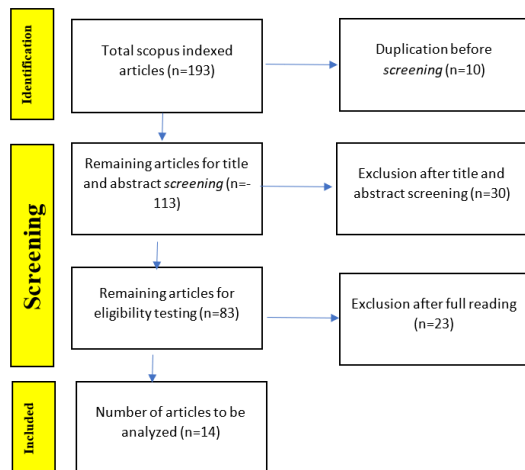 Identification
Total scopus indexed
articles (n=193)
Duplication before
screening (n=10)
Screening
Remaining articles for title
and abstract screening (n=-
113)
Exclusion after title and
abstract screening (n=30)
Remaining articles for
eligibility testing (n=83)
Exclusion after full reading
(n=23)
Included
Number of articles to be
analyzed (n=14)